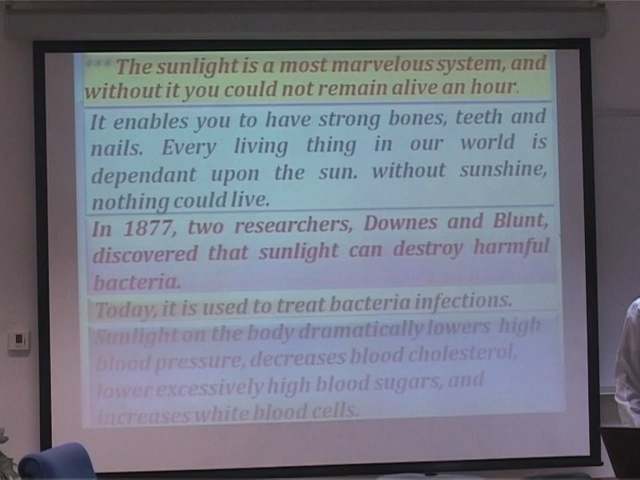 *** The sunlight is a most marvelous system, and
without it you could not remain alive an hour.
It enables you to have strong bones, teeth and
nails. Every living thing in our world is
dependant upon the sun. without sunshine,
nothing could live.
In 1877, two researchers, Downes and Blunt,
discovered that sunlight can destroy harmful
bacteria.
Today, it is used to treat bacteria infections.
Sunlight on the body dramatically lowers high
blood pressure, decreases blood cholesterol,
lower excessively high blood sugars, and
increases white blood cells.